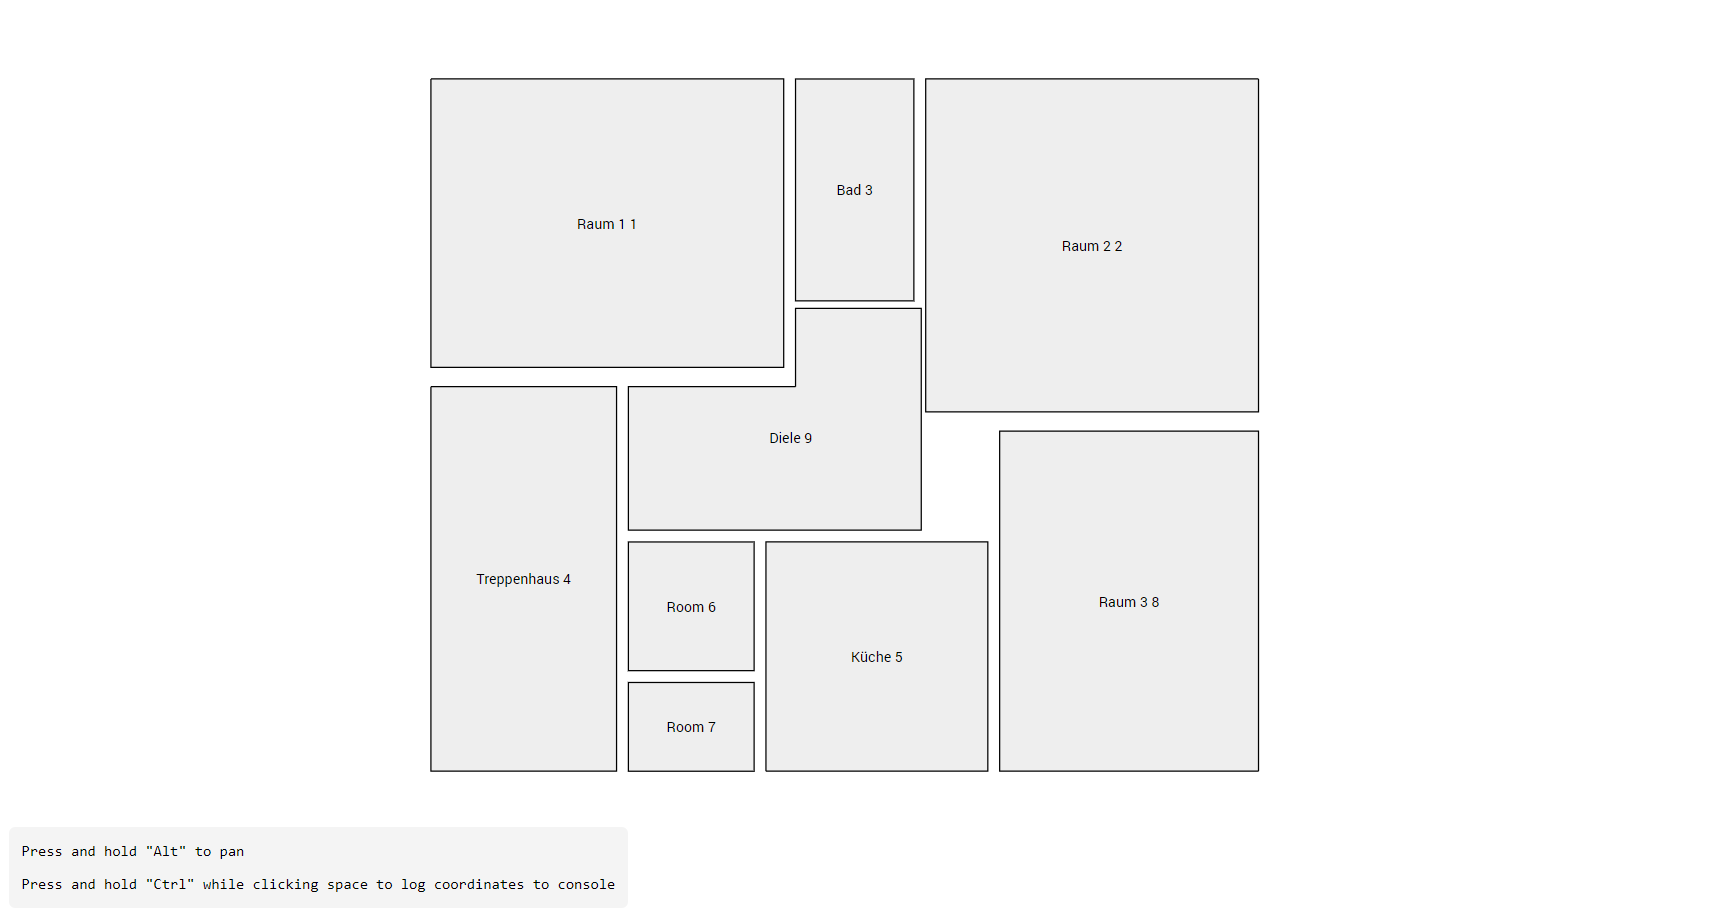 Raum 1 1
Bad 3
Raum 2 2
Diele 9
Treppenhaus 4
Room 6
Raum 3 8
Küche 5
Room 7
Press and hold "Alt" to pan
Press and hold "Ctrl" while clicking space to log coordinates to console